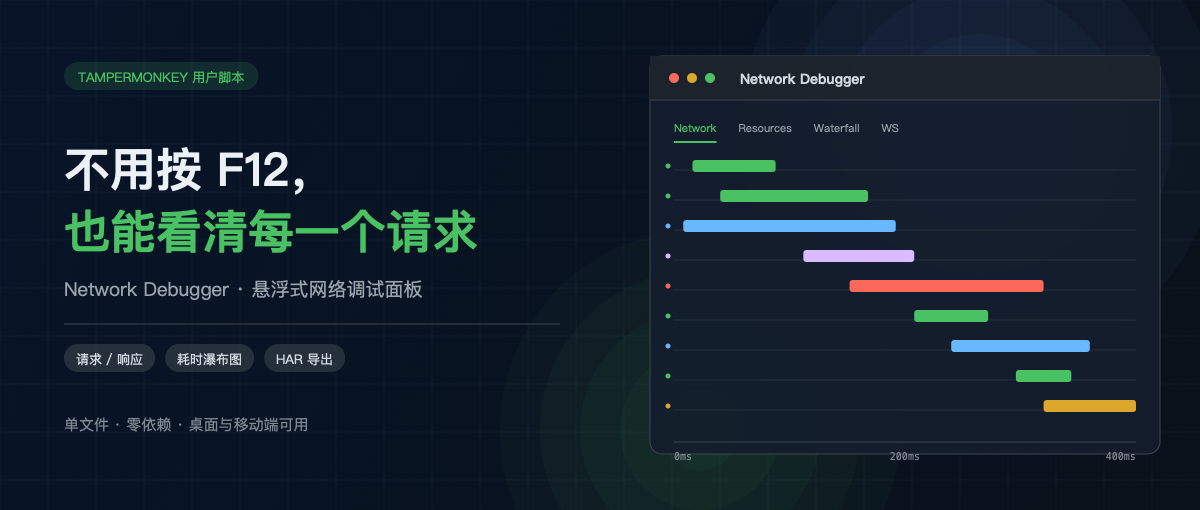 TAMPERMONKEY 用户脚本
不用按 F12，
也能看清每一个请求
Network Debugger · 悬浮式网络调试面板
请求 / 响应
耗时瀑布图
HAR 导出
单文件 · 零依赖 · 桌面与移动端可用
Network Debugger
Network
Resources
Waterfall
WS
0ms
200ms
400ms